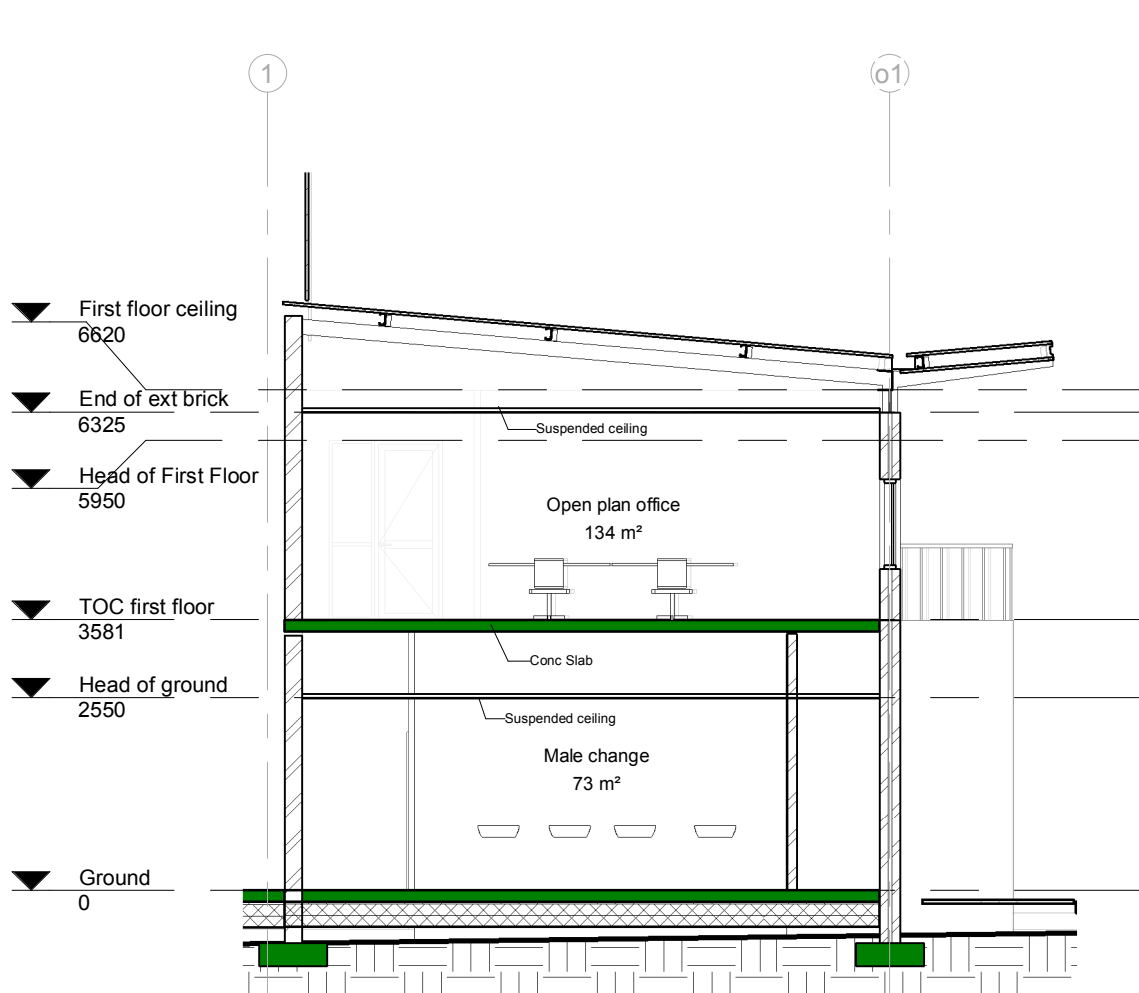 1
o1
First floor ceiling
6620
End of ext brick
6325
Suspended ceiling
Head of First Floor
5950
Open plan office
134 m²
TOC first floor
3581
Conc Slab
Head of ground
2550
Suspended ceiling
Male change
73 m²
Ground
0